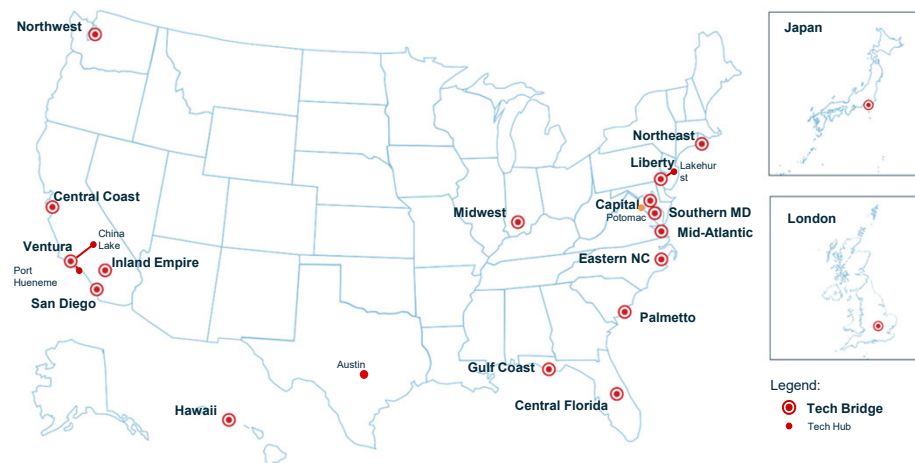 Northwest
Japan
Northeast
Liberty
Lakehur
st
Central Coast
Capital
Potomac
Southern MD
Midwest
Mid-Atlantic
London
China
Lake
Ventura
Inland Empire
Eastern NC
Port
Hueneme
San Diego
Palmetto
Austin
Gulf Coast
Legend:
Central Florida
Tech Bridge
Hawaii
Tech Hub